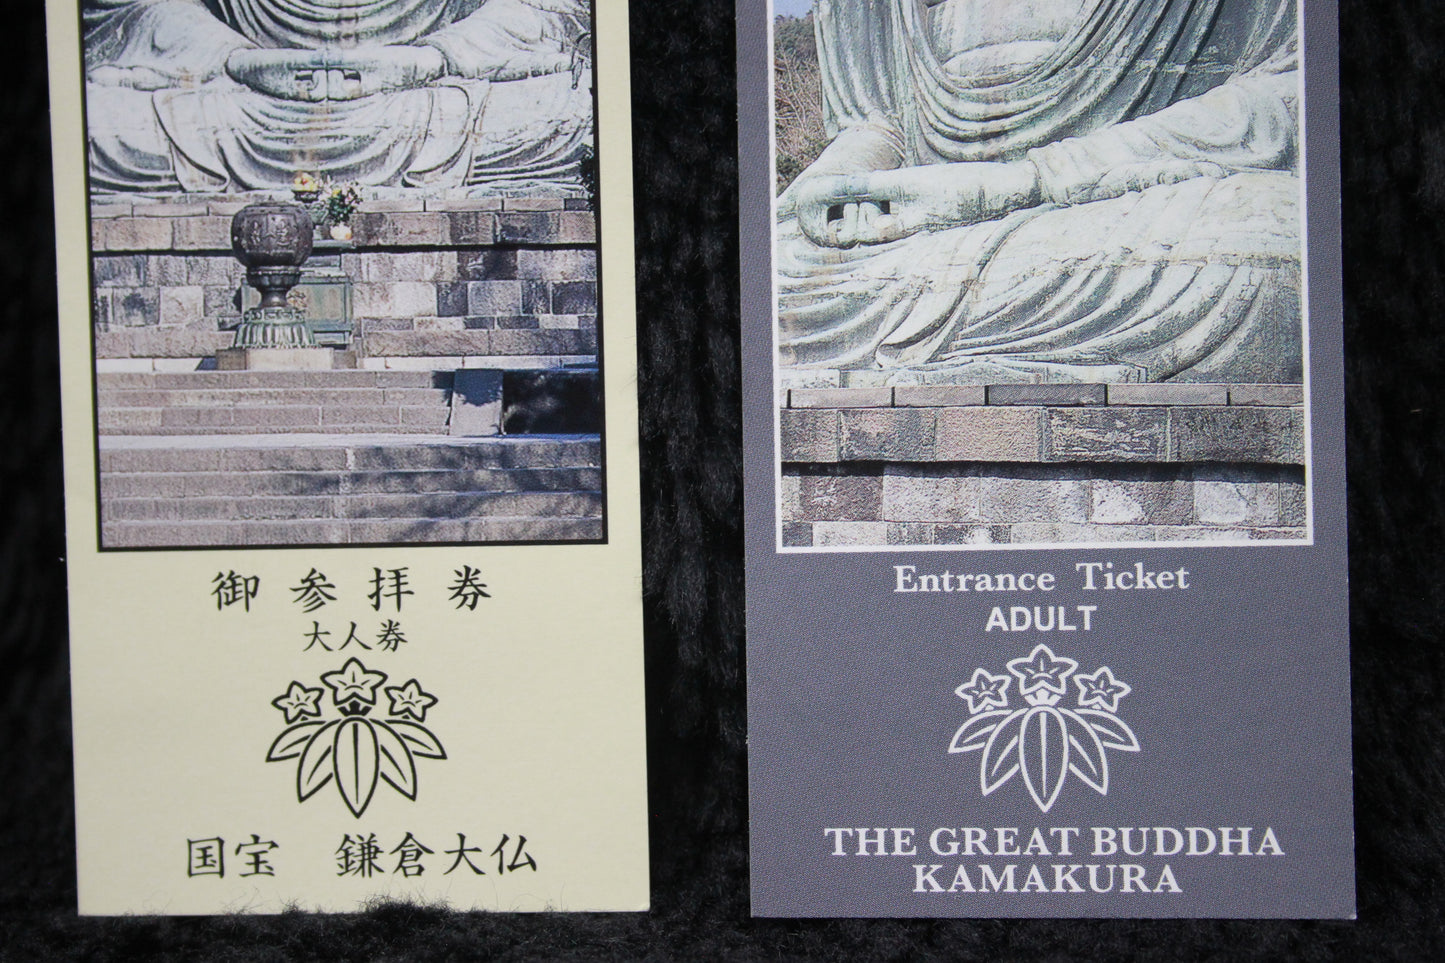 御参拝券
大人券
国宝　鎌倉大仏
Entrance Ticket
ADULT
THE GREAT BUDDHA
KAMAKURA